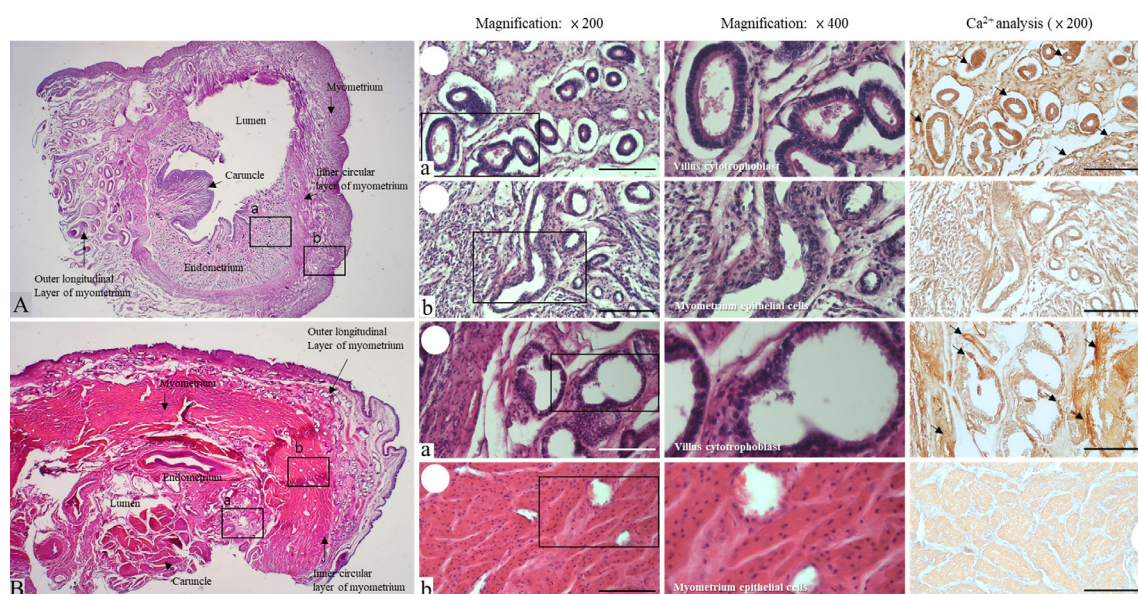 Magnification: × 200
Magnification: × 400
Ca²⁺ analysis ( × 200)
Myometrium
Lumen
Caruncle
Inner circular
layer of myometrium
a
b
Endometrium
Outer longitudinal
Layer of myometrium
A
a
Villus cytotrophoblast
b
Myometrium epithelial cells
Outer longitudinal
Layer of myometrium
Myometrium
b
Endometrium
Lumen
a
Caruncle
Inner circular
layer of myometrium
B
a
Villus cytotrophoblast
b
Myometrium epithelial cells